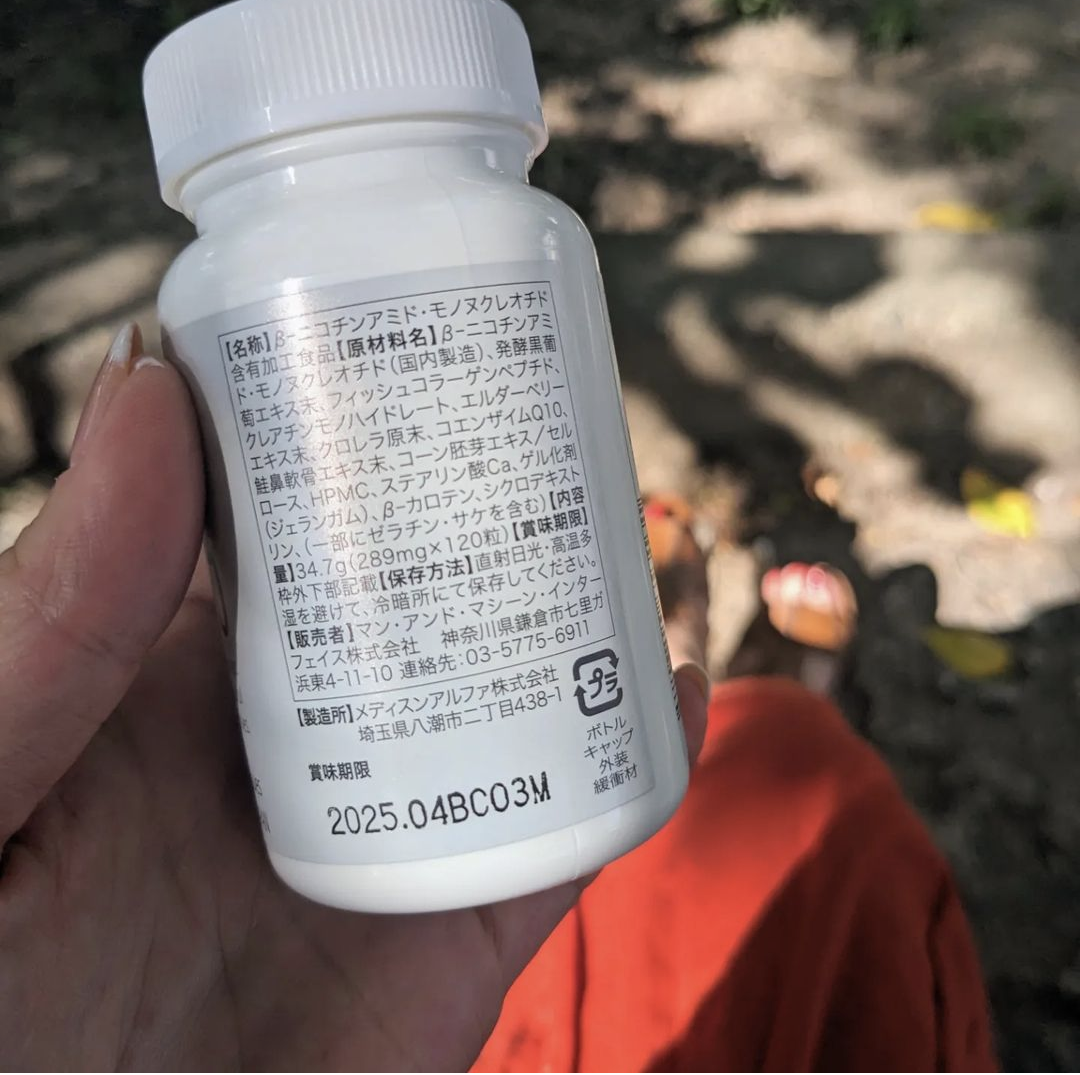 【名称】β-ニコチンアミド・モノヌクレオチド
含有加工食品【原材料名】β-ニコチンアミ
ド・モノヌクレオチド(国内製造)、発酵黒葡
萄エキス末、フィッシュコラーゲンペプチド、
クレアチンモノハイドレート、エルダーベリー
エキス末、クロレラ原末、コエンザイムQ10、
鮭鼻軟骨エキス末、コーン胚芽エキス/セル
ロース、HPMC、ステアリン酸Ca、ゲル化剤
(ジェランガム)、β-カロテン、シクロデキスト
リン、(一部にゼラチン・サケを含む)【内容
量】34.7g(289mg×120粒)【賞味期限】
枠外下部記載【保存方法】直射日光・高温多
湿を避けて、冷暗所にて保存してください。
【販売者】マン・アンド・マシーン・インター
フェイス株式会社 神奈川県鎌倉市七里ガ
浜東4-11-10 連絡先:03-5775-6911
【製造所】メディスンアルファ株式会社
埼玉県八潮市二丁目438-1
プラ
ボトル
キャップ
外装
緩衝材
賞味期限
2025.04BC03M